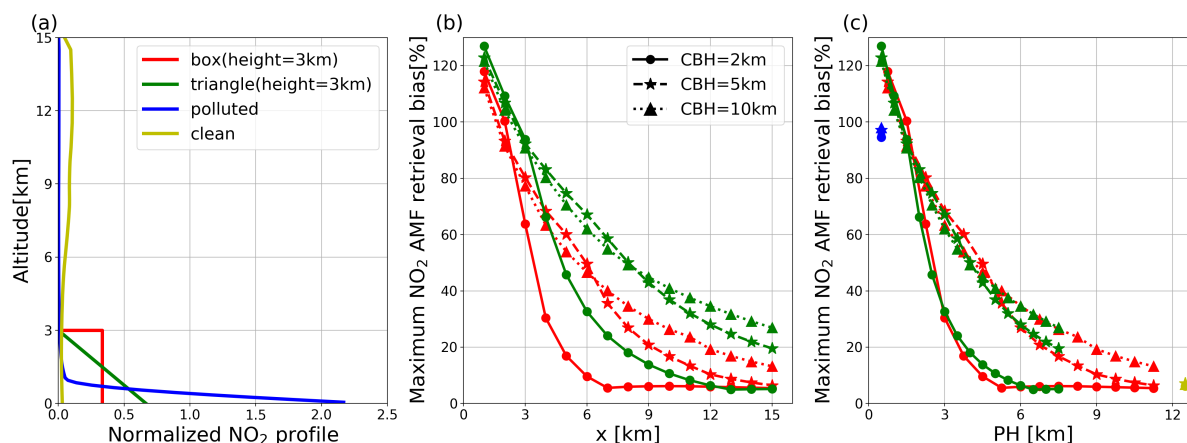 (a)
15
12
9
6
3
0
0.0 0.5 1.0 1.5 2.0 2.5
Altitude[km]
Normalized NO₂ profile
box(height=3km)
triangle(height=3km)
polluted
clean
(b)
120
100
80
60
40
20
0
0 3 6 9 12 15
Maximum NO₂ AMF retrieval bias[%]
x [km]
CBH=2km
CBH=5km
CBH=10km
(c)
120
100
80
60
40
20
0
0 3 6 9 12
Maximum NO₂ AMF retrieval bias[%]
PH [km]